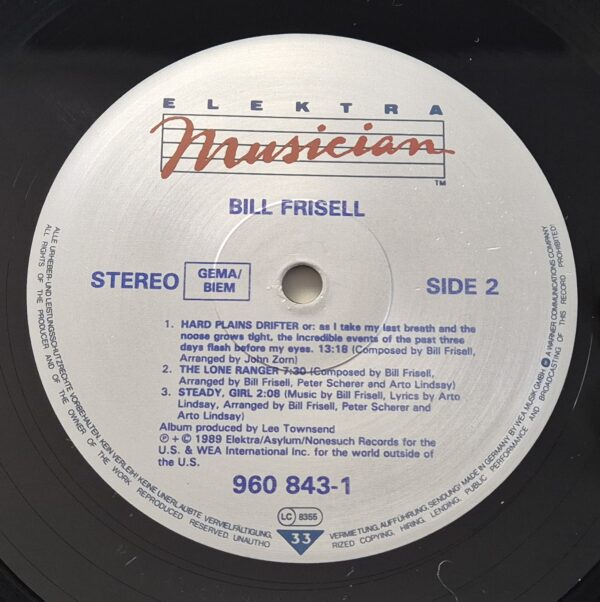 ELEKTRA
Musician
TM
BILL FRISELL
STEREO
GEMA/
BIEM
SIDE 2
1. HARD PLAINS DRIFTER or: as I take my last breath and the
noose grows tight, the incredible events of the past three
days flash before my eyes. 13:18 (Composed by Bill Frisell,
Arranged by John Zorn)
2. THE LONE RANGER 7:30 (Composed by Bill Frisell,
Arranged by Bill Frisell, Peter Scherer and Arto Lindsay)
3. STEADY, GIRL 2:08 (Music by Bill Frisell, Lyrics by Arto
Lindsay, Arranged by Bill Frisell, Peter Scherer and
Arto Lindsay)
Album produced by Lee Townsend
℗ + © 1989 Elektra/Asylum/Nonesuch Records for the
U.S. & WEA International Inc. for the world outside of
the U.S.
960 843-1
LC 8355
33
ALLE URHEBER- UND LEISTUNGSSCHUTZRECHTE VORBEHALTEN. KEIN VERLEIH! KEINE UNERLAUBTE VERVIELFÄLTIGUNG, VERMIETUNG, AUFFÜHRUNG, SENDUNG! MADE IN GERMANY BY WEA MUSIK GMBH A WARNER COMMUNICATIONS COMPANY
ALL RIGHTS OF THE PRODUCER AND OF THE OWNER OF THE WORK REPRODUCED RESERVED. UNAUTHORIZED COPYING, HIRING, LENDING, PUBLIC PERFORMANCE AND BROADCASTING OF THIS RECORD PROHIBITED!